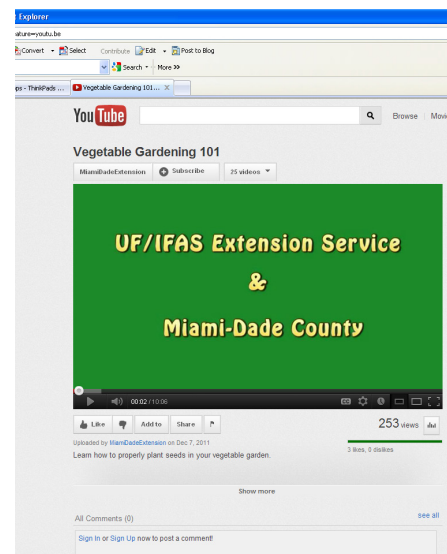 Explorer
ature=youtu.be
Convert Select Contribute Edit Post to Blog
Search More >>
ps - ThinkPads ... Vegetable Gardening 101... X
YouTube Browse Movi
Vegetable Gardening 101
MiamiDadeExtension Subscribe 25 videos
UF/IFAS Extension Service
&
Miami-Dade County
00:02 / 10:06 CC
Like Add to Share 253 views
Uploaded by MiamiDadeExtension on Dec 7, 2011
Learn how to properly plant seeds in your vegetable garden.
3 likes, 0 dislikes
Show more
All Comments (0) see all
Sign In or Sign Up now to post a comment!